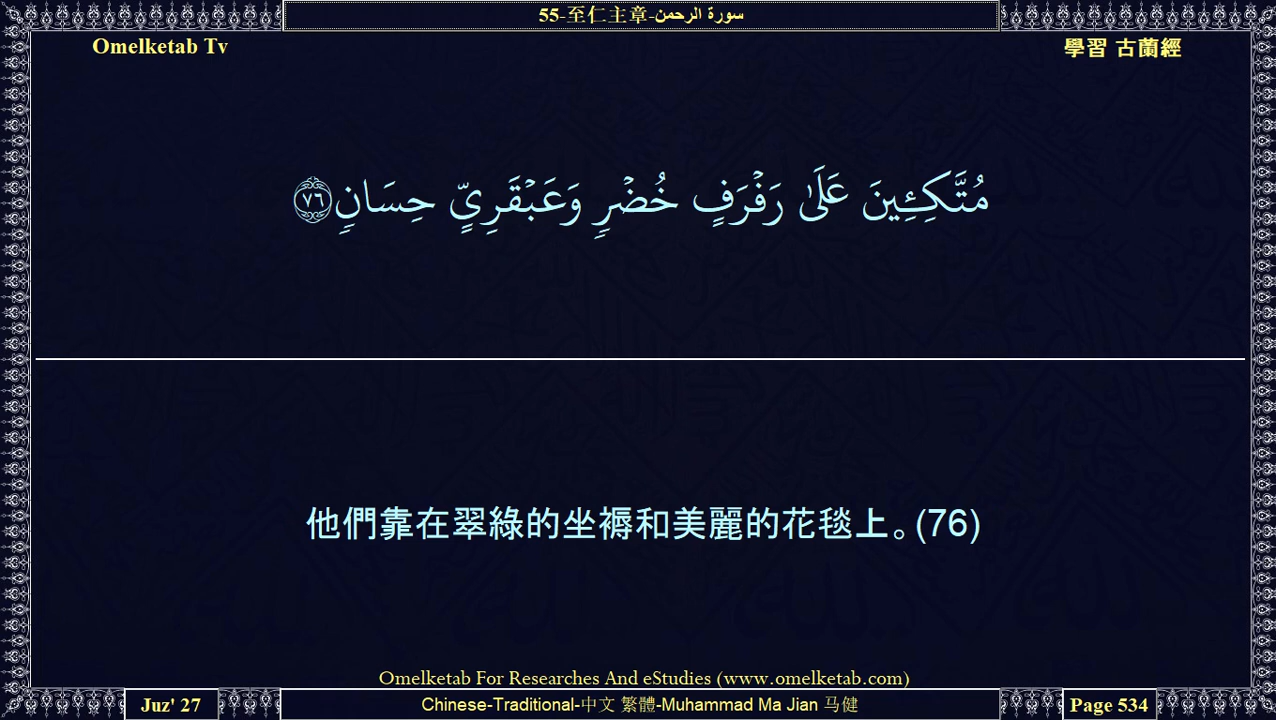 55-至仁主章-سورة الرحمن
Omelketab Tv
學習 古蘭經
مُتَّكِـِٔينَ عَلَىٰ رَفۡرَفٍ خُضۡرٖ وَعَبۡقَرِيٍّ حِسَانٖ ٧٦
他們靠在翠綠的坐褥和美麗的花毯上。(76)
Omelketab For Researches And eStudies (www.omelketab.com)
Juz' 27
Chinese-Traditional-中文 繁體-Muhammad Ma Jian 马健
Page 534